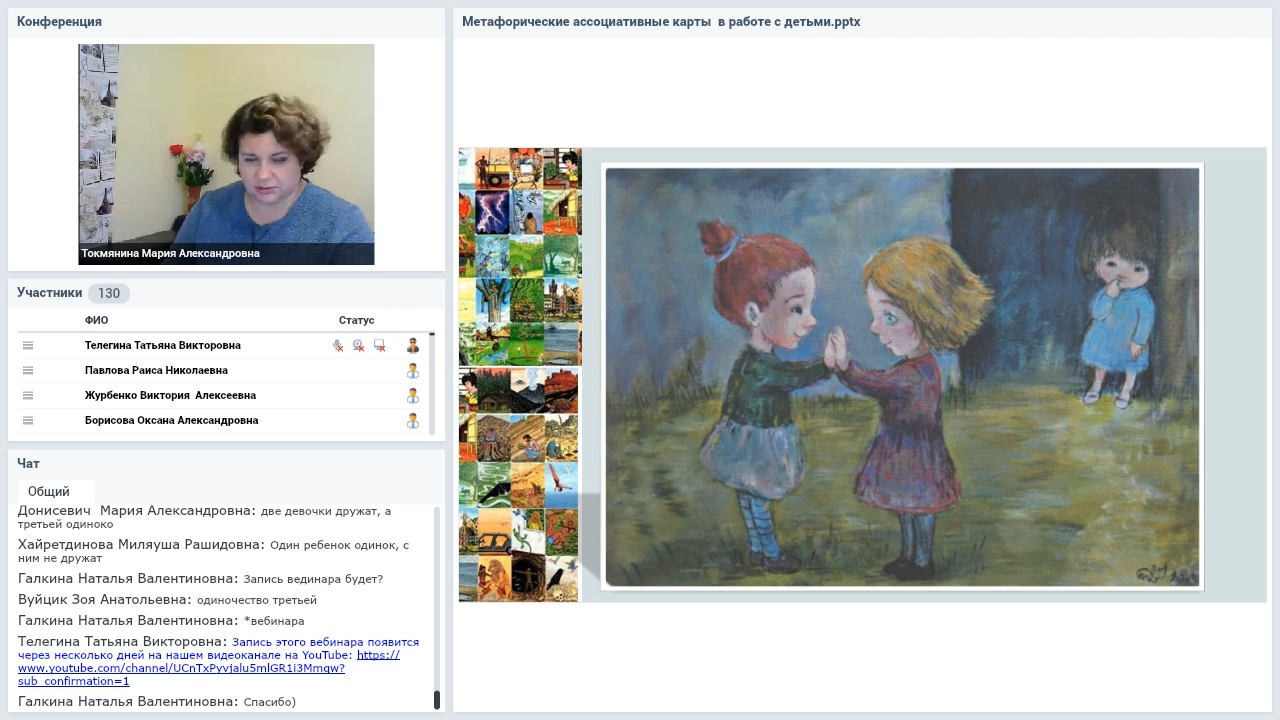 Конференция
Токмянина Мария Александровна
Участники 130
ФИО Статус
Телегина Татьяна Викторовна
Павлова Раиса Николаевна
Журбенко Виктория Алексеевна
Борисова Оксана Александровна
Чат
Общий
Донисевич Мария Александровна: две девочки дружат, а
третьей одиноко
Хайретдинова Миляуша Рашидовна: Один ребенок одинок, с
ним не дружат
Галкина Наталья Валентиновна: Запись вединара будет?
Вуйцик Зоя Анатольевна: одиночество третьей
Галкина Наталья Валентиновна: *вебинара
Телегина Татьяна Викторовна: Запись этого вебинара появится
через несколько дней на нашем видеоканале на YouTube: https://
www.youtube.com/channel/UCnTxPyvjalu5mlGR1i3Mmqw?
sub_confirmation=1
Галкина Наталья Валентиновна: Спасибо)
Метафорические ассоциативные карты в работе с детьми.pptx